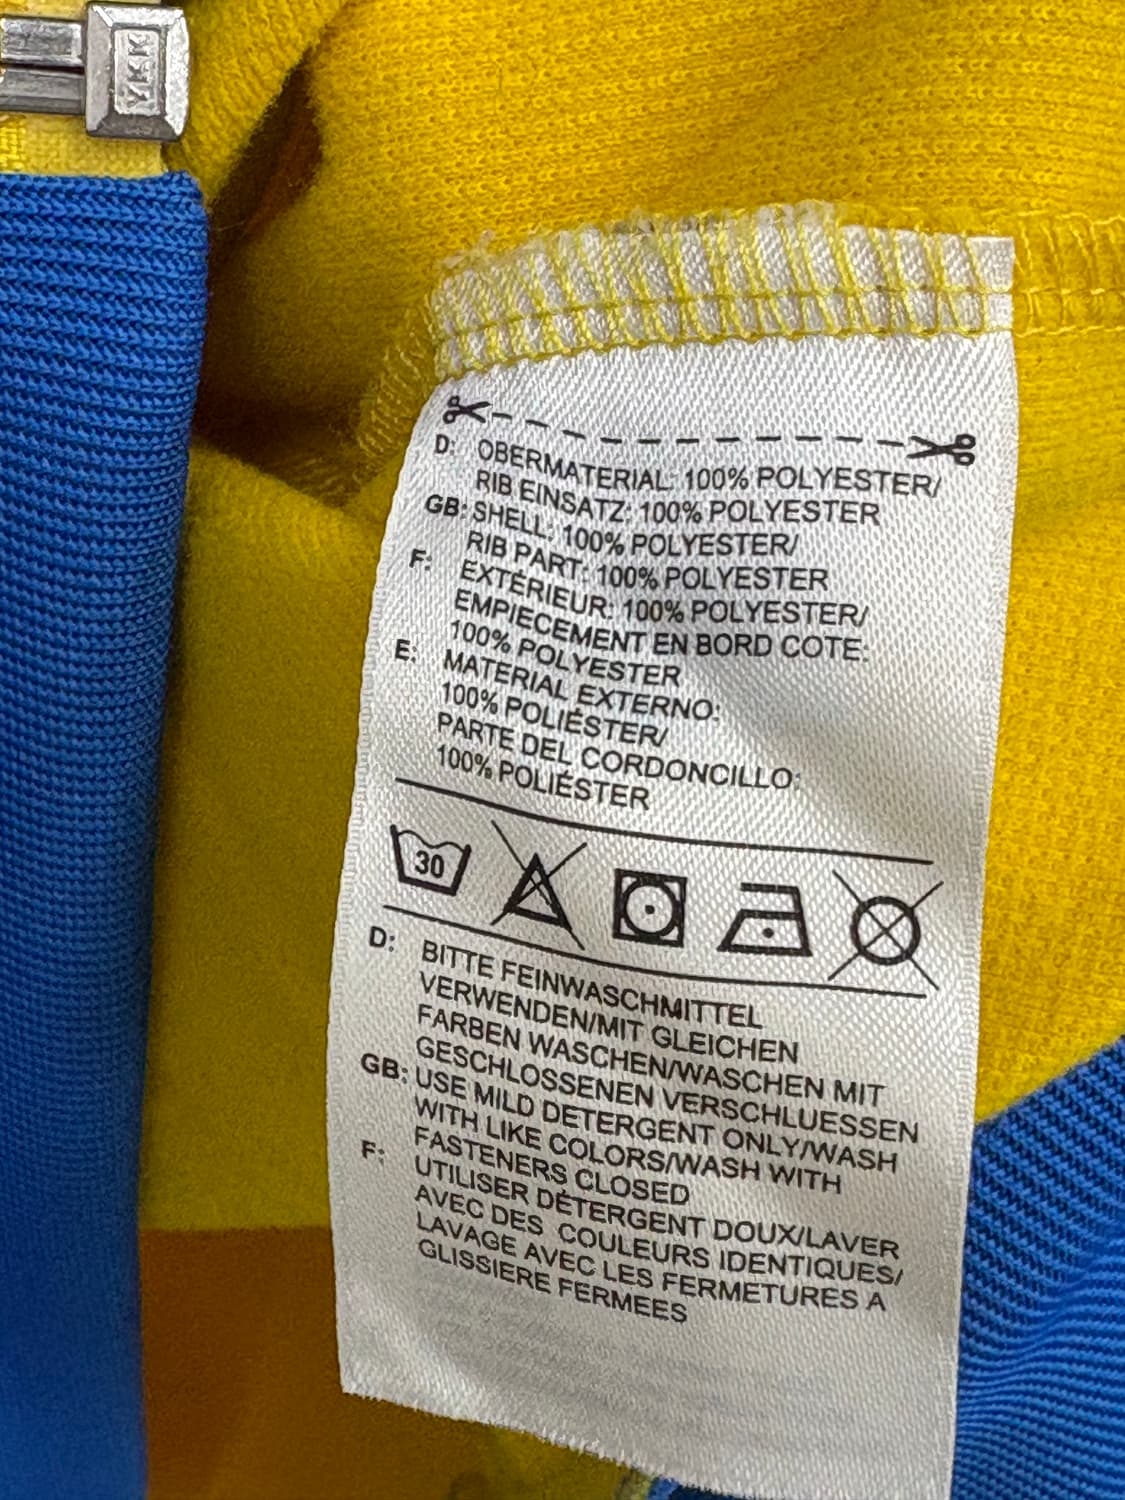 YKK
D: OBERMATERIAL: 100% POLYESTER/
RIB EINSATZ: 100% POLYESTER
GB: SHELL: 100% POLYESTER/
RIB PART: 100% POLYESTER
F: EXTÉRIEUR: 100% POLYESTER/
EMPIECEMENT EN BORD COTE:
100% POLYESTER
E: MATERIAL EXTERNO:
100% POLIÉSTER/
PARTE DEL CORDONCILLO:
100% POLIÉSTER
30
D: BITTE FEINWASCHMITTEL
VERWENDEN/MIT GLEICHEN
FARBEN WASCHEN/WASCHEN MIT
GESCHLOSSENEN VERSCHLUESSEN
GB: USE MILD DETERGENT ONLY/WASH
WITH LIKE COLORS/WASH WITH
FASTENERS CLOSED
F: UTILISER DÉTERGENT DOUX/LAVER
AVEC DES COULEURS IDENTIQUES/
LAVAGE AVEC LES FERMETURES A
GLISSIERE FERMEES